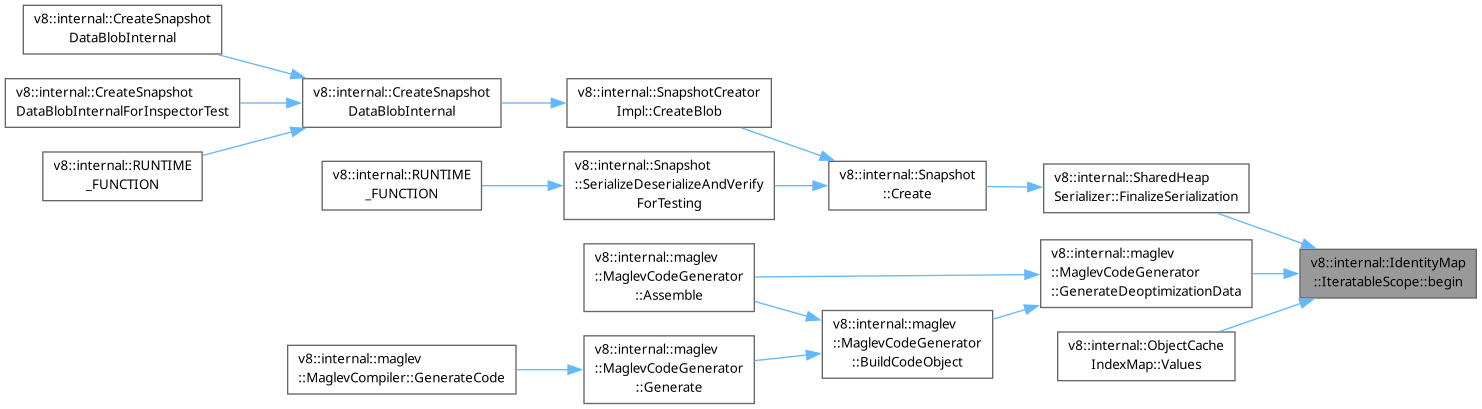 v8::internal::CreateSnapshot
DataBlobInternal
v8::internal::CreateSnapshot
DataBlobInternalForInspectorTest
v8::internal::RUNTIME
_FUNCTION
v8::internal::CreateSnapshot
DataBlobInternal
v8::internal::RUNTIME
_FUNCTION
v8::internal::SnapshotCreator
Impl::CreateBlob
v8::internal::Snapshot
::SerializeDeserializeAndVerify
ForTesting
v8::internal::Snapshot
::Create
v8::internal::SharedHeap
Serializer::FinalizeSerialization
v8::internal::maglev
::MaglevCodeGenerator
::Assemble
v8::internal::maglev
::MaglevCodeGenerator
::GenerateDeoptimizationData
v8::internal::IdentityMap
::IteratableScope::begin
v8::internal::maglev
::MaglevCompiler::GenerateCode
v8::internal::maglev
::MaglevCodeGenerator
::Generate
v8::internal::maglev
::MaglevCodeGenerator
::BuildCodeObject
v8::internal::ObjectCache
IndexMap::Values